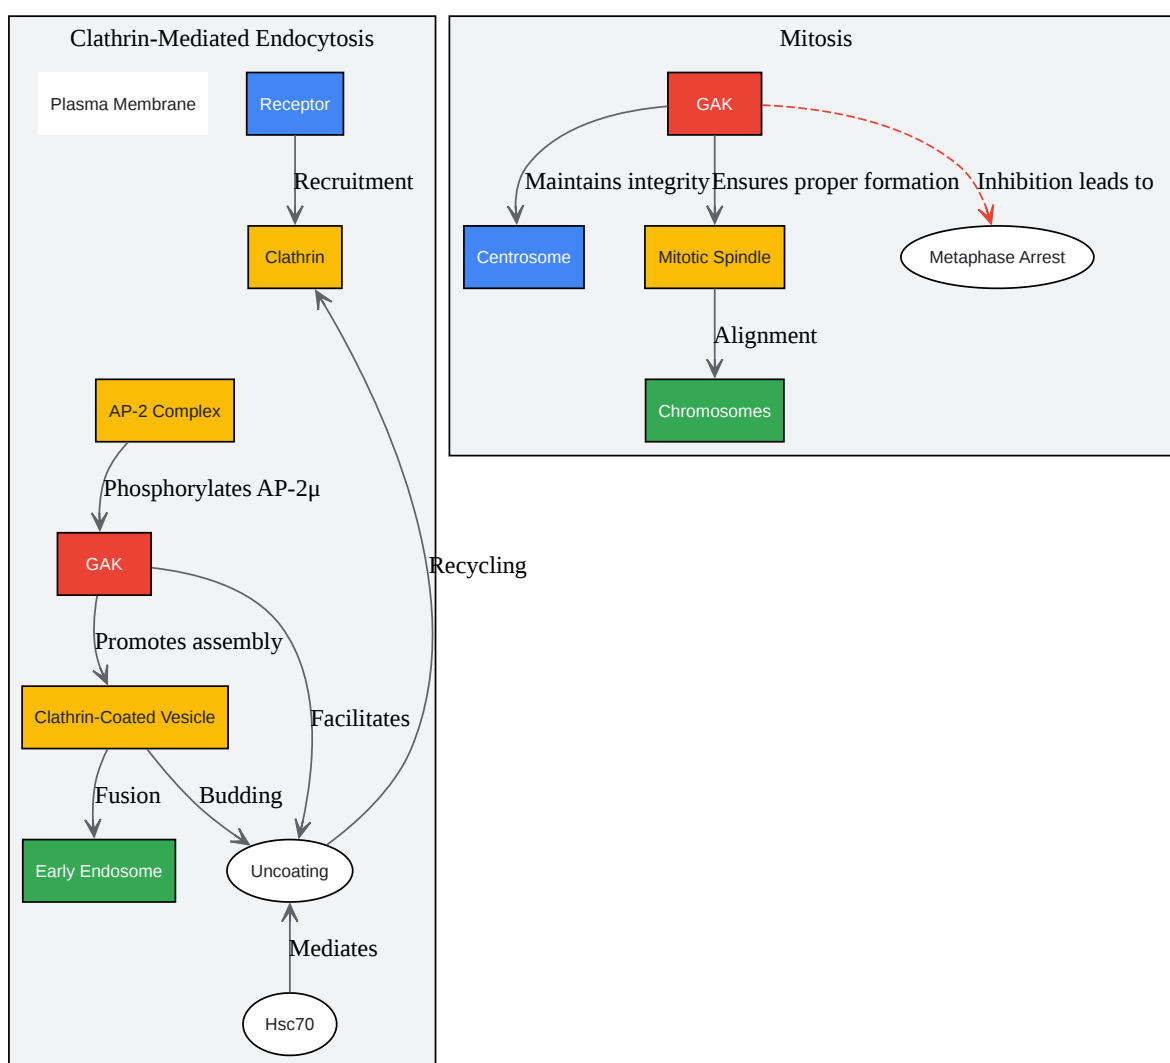 Clathrin-Mediated Endocytosis
Plasma Membrane
Receptor
Recruitment
Clathrin
AP-2 Complex
Phosphorylates AP-2μ
GAK
Recycling
Promotes assembly
Clathrin-Coated Vesicle
Facilitates
Fusion
Budding
Early Endosome
Uncoating
Mediates
Hsc70
Mitosis
GAK
Maintains integrity
Ensures proper formation
Inhibition leads to
Centrosome
Mitotic Spindle
Metaphase Arrest
Alignment
Chromosomes